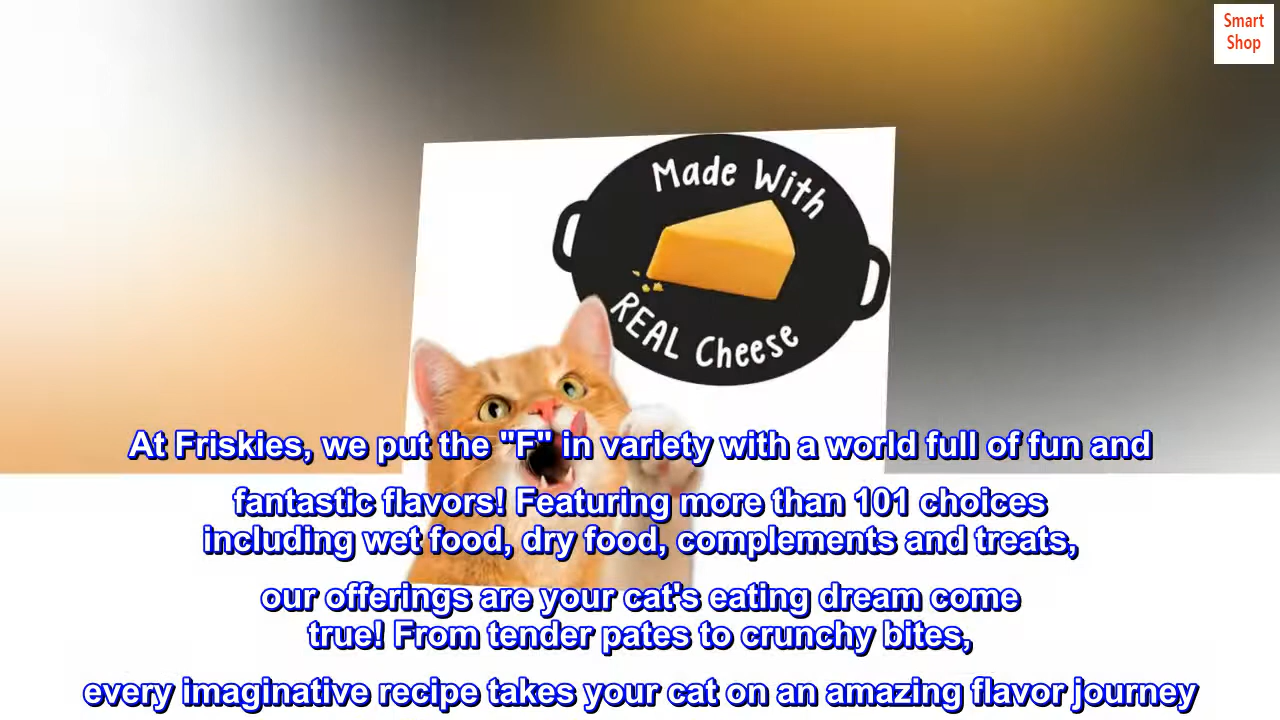 Smart
Shop
Made With
REAL Cheese
At Friskies, we put the "F" in variety with a world full of fun and
fantastic flavors! Featuring more than 101 choices
including wet food, dry food, complements and treats,
our offerings are your cat's eating dream come
true! From tender pates to crunchy bites,
every imaginative recipe takes your cat on an amazing flavor journey